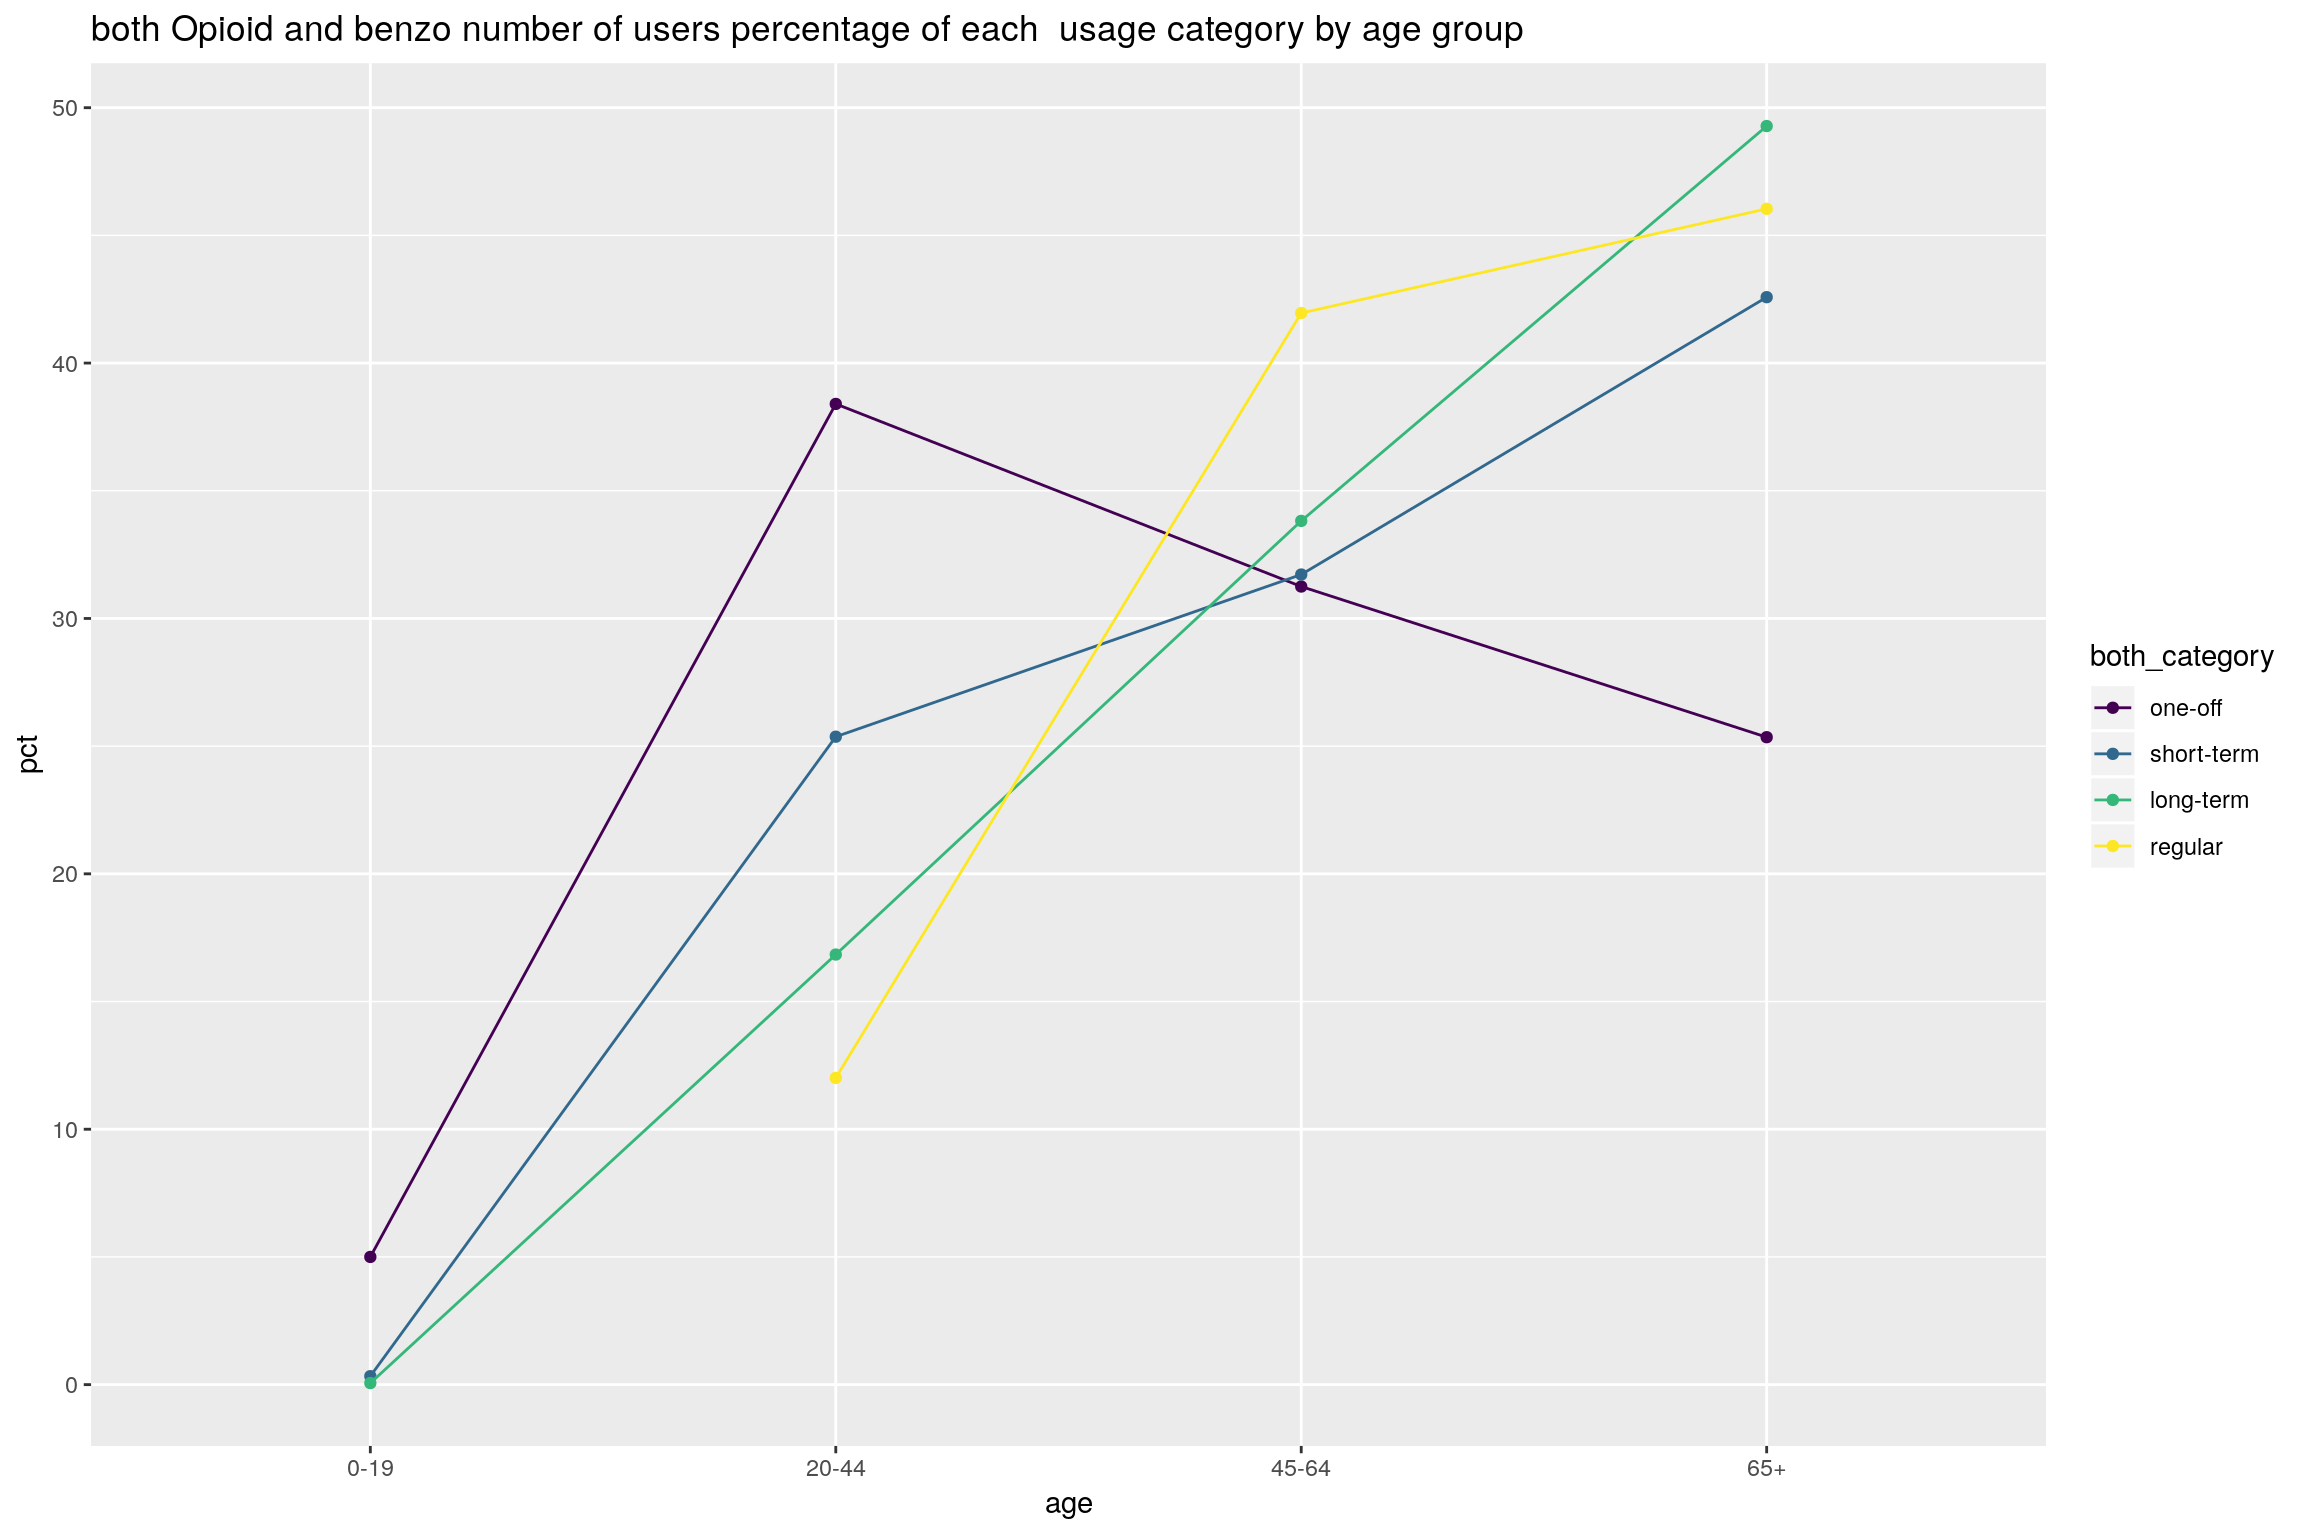 both Opioid and benzo number of users percentage of each  usage category by age group
50
40
30
20
10
0
pct
0-19
20-44
45-64
65+
age
both_category
one-off
short-term
long-term
regular